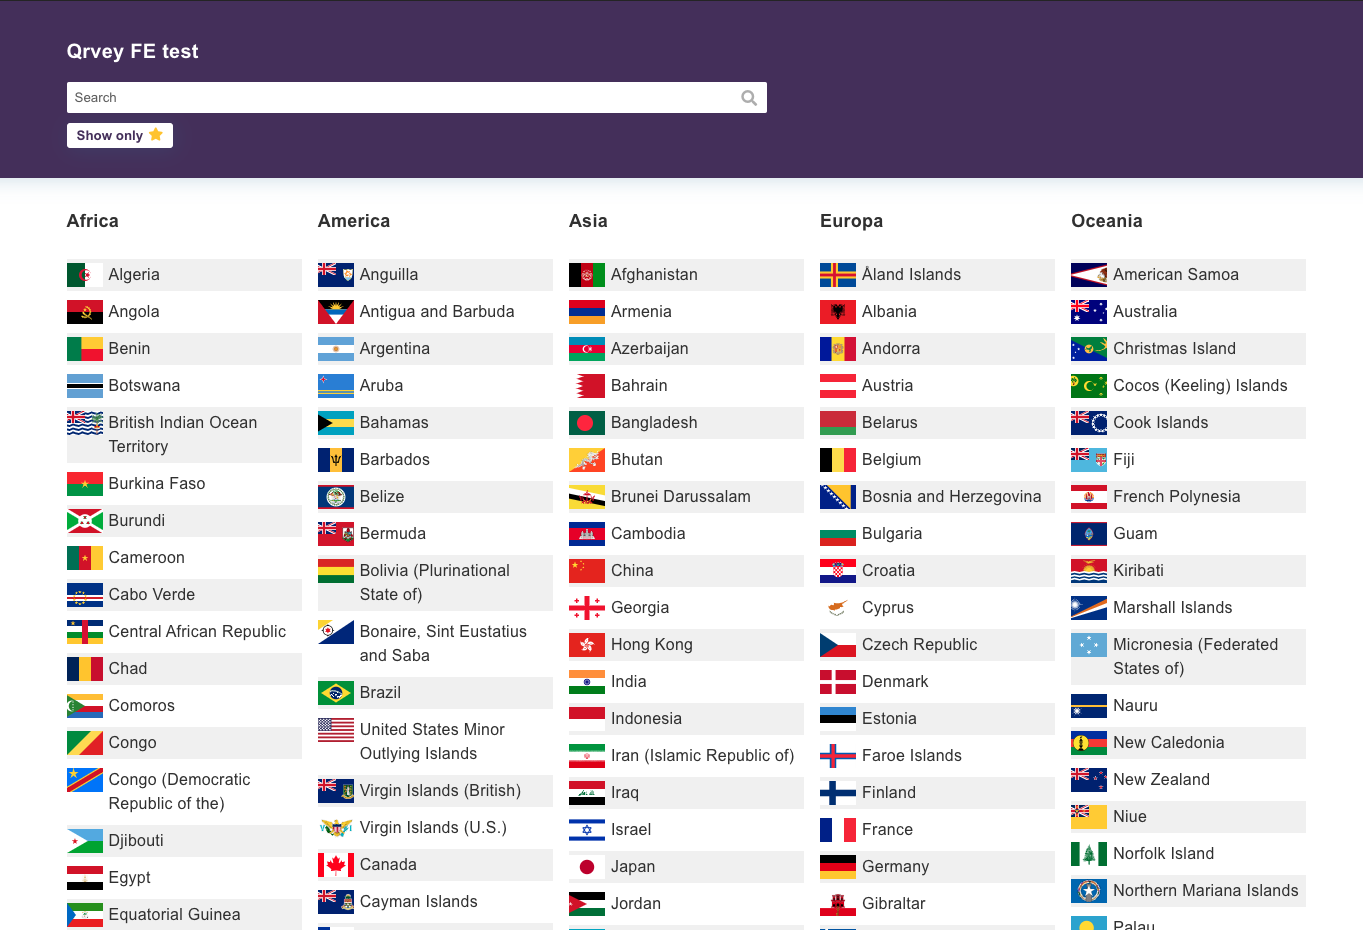 Qrvey FE test
Search
Show only
Africa
Algeria
Angola
Benin
Botswana
British Indian Ocean
Territory
Burkina Faso
Burundi
Cameroon
Cabo Verde
Central African Republic
Chad
Comoros
Congo
Congo (Democratic
Republic of the)
Djibouti
Egypt
Equatorial Guinea
America
Anguilla
Antigua and Barbuda
Argentina
Aruba
Bahamas
Barbados
Belize
Bermuda
Bolivia (Plurinational
State of)
Bonaire, Sint Eustatius
and Saba
Brazil
United States Minor
Outlying Islands
Virgin Islands (British)
Virgin Islands (U.S.)
Canada
Cayman Islands
Asia
Afghanistan
Armenia
Azerbaijan
Bahrain
Bangladesh
Bhutan
Brunei Darussalam
Cambodia
China
Georgia
Hong Kong
India
Indonesia
Iran (Islamic Republic of)
Iraq
Israel
Japan
Jordan
Europa
Åland Islands
Albania
Andorra
Austria
Belarus
Belgium
Bosnia and Herzegovina
Bulgaria
Croatia
Cyprus
Czech Republic
Denmark
Estonia
Faroe Islands
Finland
France
Germany
Gibraltar
Oceania
American Samoa
Australia
Christmas Island
Cocos (Keeling) Islands
Cook Islands
Fiji
French Polynesia
Guam
Kiribati
Marshall Islands
Micronesia (Federated
States of)
Nauru
New Caledonia
New Zealand
Niue
Norfolk Island
Northern Mariana Islands
Palau